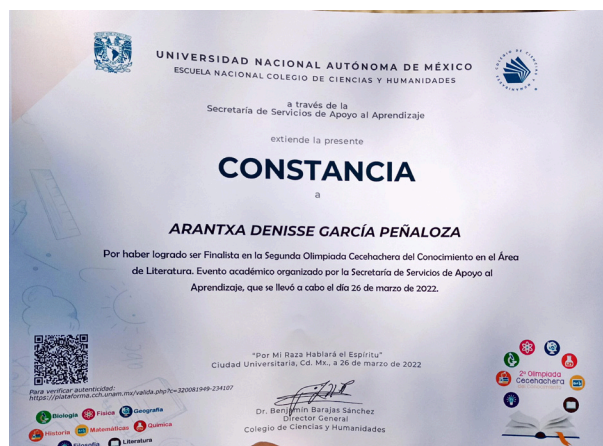 UNIVERSIDAD NACIONAL AUTÓNOMA DE MÉXICO
ESCUELA NACIONAL COLEGIO DE CIENCIAS Y HUMANIDADES
a través de la
Secretaría de Servicios de Apoyo al Aprendizaje
extiende la presente
CONSTANCIA
a
ARANTXA DENISSE GARCÍA PEÑALOZA
Por haber logrado ser Finalista en la Segunda Olimpiada Cecehachera del Conocimiento en el Área
de Literatura. Evento académico organizado por la Secretaría de Servicios de Apoyo al
Aprendizaje, que se llevó a cabo el día 26 de marzo de 2022.
"Por Mi Raza Hablará el Espíritu"
Ciudad Universitaria, Cd. Mx., a 26 de marzo de 2022
Para verificar autenticidad:
https://plataforma.cch.unam.mx/valida.php?c=320081949-234107
Dr. Benjamín Barajas Sánchez
Director General
Colegio de Ciencias y Humanidades
Biología Física Geografía
Historia Matemáticas Química
Filosofía Literatura
2ª Olimpiada
Cecehachera